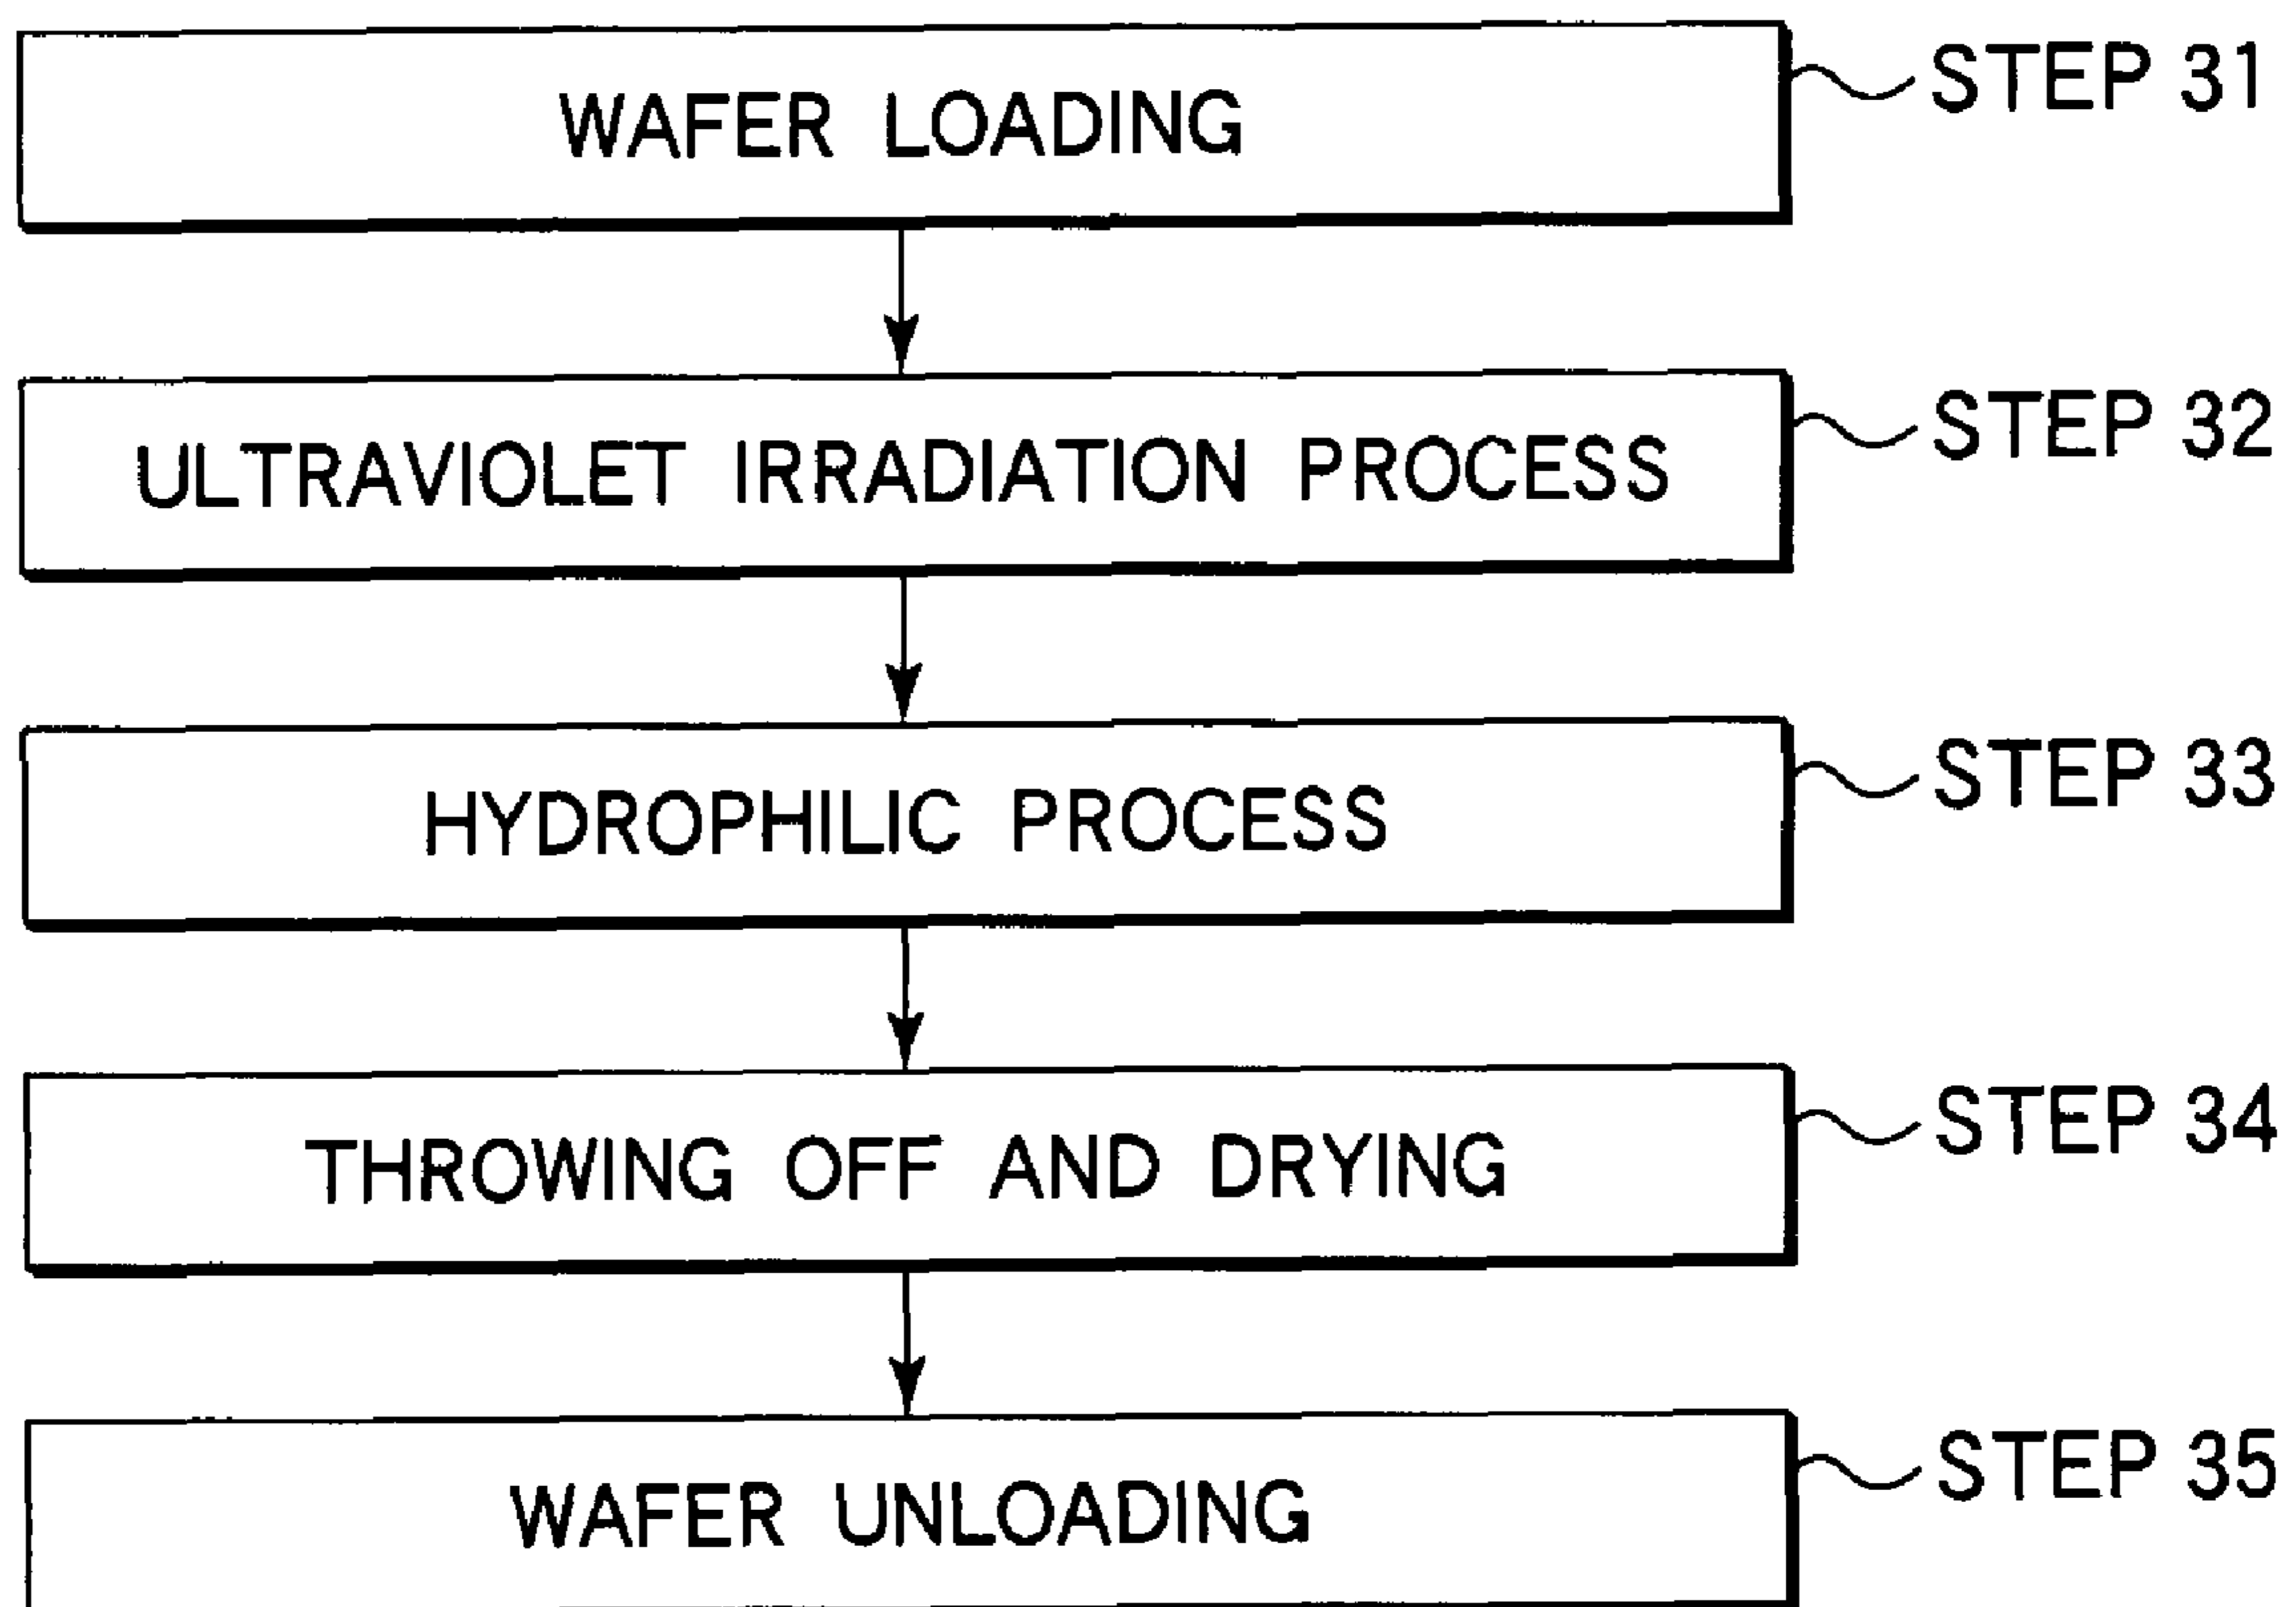 WAFER LOADING
STEP 31
ULTRAVIOLET IRRADIATION PROCESS
STEP 32
HYDROPHILIC PROCESS
STEP 33
THROWING OFF AND DRYING
STEP 34
WAFER UNLOADING
STEP 35